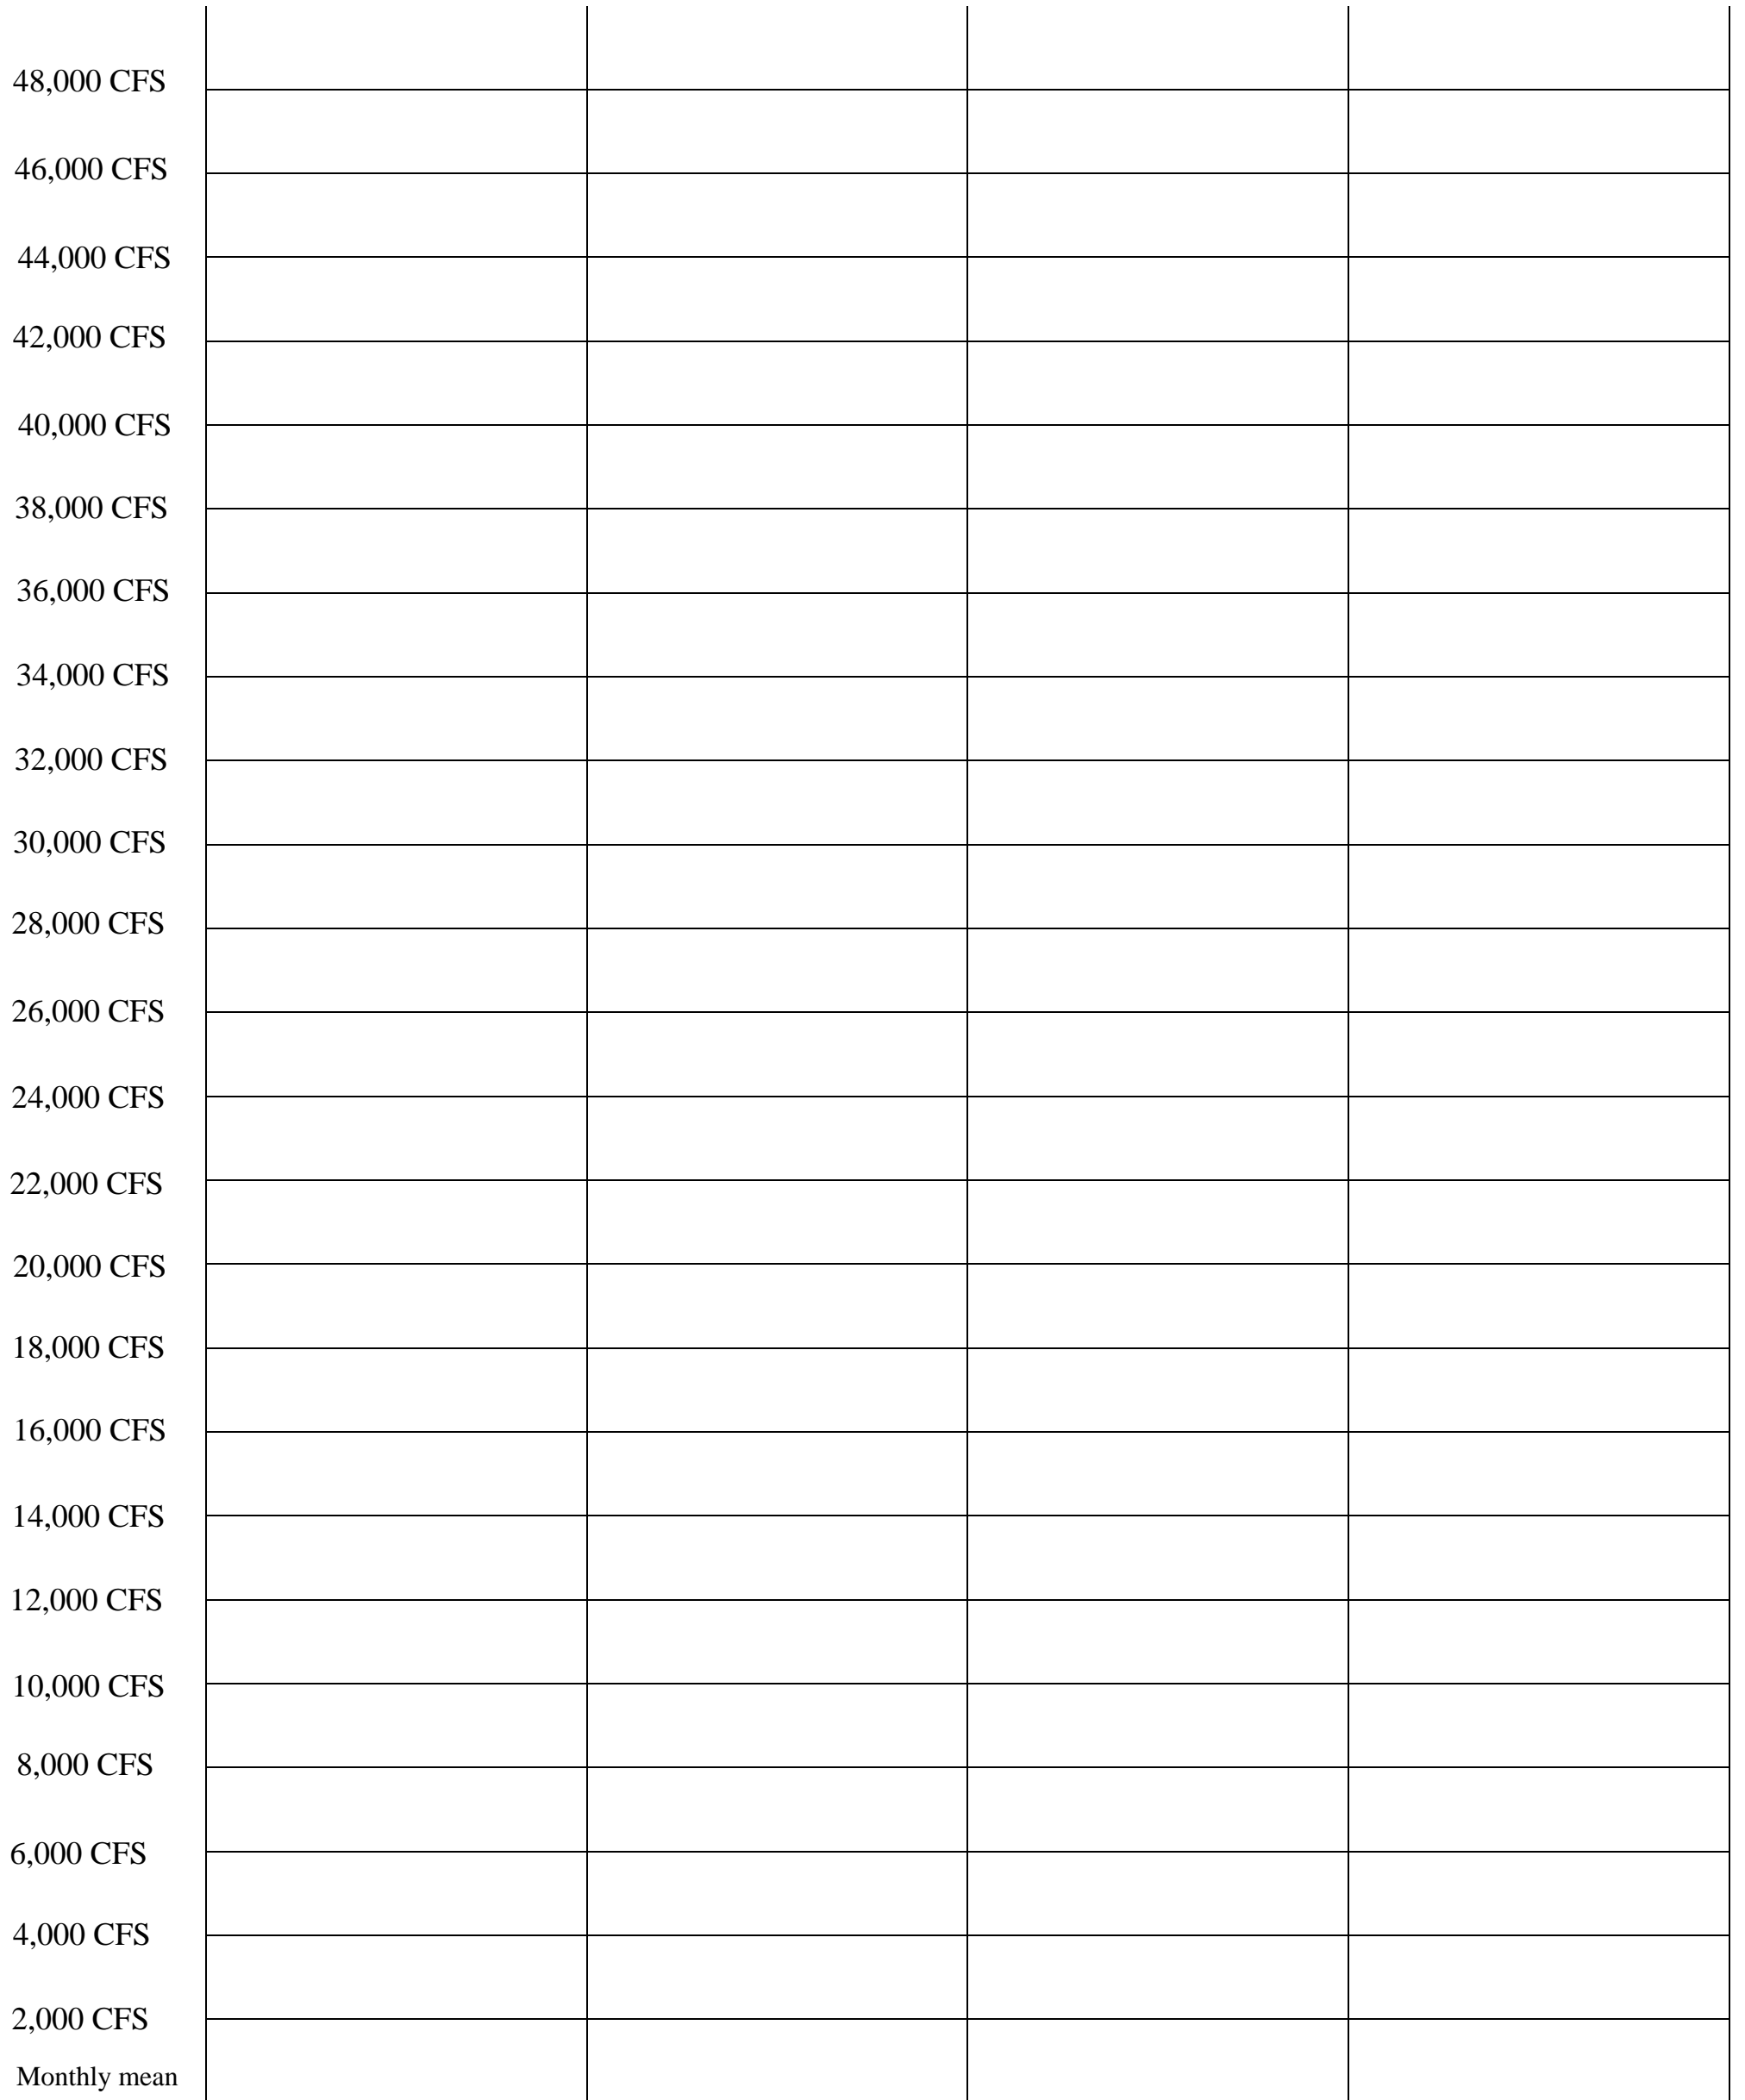 48,000 CFS
46,000 CFS
44,000 CFS
42,000 CFS
40,000 CFS
38,000 CFS
36,000 CFS
34,000 CFS
32,000 CFS
30,000 CFS
28,000 CFS
26,000 CFS
24,000 CFS
22,000 CFS
20,000 CFS
18,000 CFS
16,000 CFS
14,000 CFS
12,000 CFS
10,000 CFS
8,000 CFS
6,000 CFS
4,000 CFS
2,000 CFS
Monthly mean